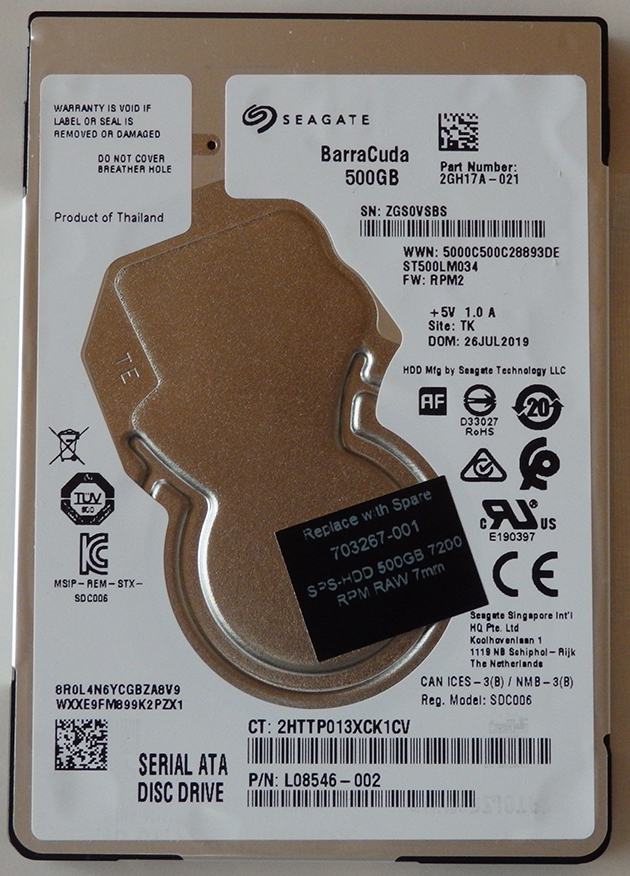 WARRANTY IS VOID IF
LABEL OR SEAL IS
REMOVED OR DAMAGED
DO NOT COVER
BREATHER HOLE
Product of Thailand
SEAGATE
BarraCuda
500GB
Part Number:
2GH17A-021
SN: ZGS0VSBS
WWN: 5000C500C28893DE
ST500LM034
FW: RPM2
+5V 1.0 A
Site: TK
DOM: 26JUL2019
HDD Mfg by Seagate Technology LLC
AF
D33027
RoHS
20
TE
TÜV
MSIP-REM-STX-
SDC006
c RU US
E190397
CE
Replace with Spare
703267-001
SPS-HDD 500GB 7200
RPM RAW 7mm
Seagate Singapore Int'l
HQ Pte. Ltd
Koolhovenlaan 1
1119 NB Schiphol-Rijk
The Netherlands
CAN ICES-3(B) / NMB-3(B)
Reg. Model: SDC006
8R0L4N6YCGBZA8V9
WXXE9FM899K2PZX1
SERIAL ATA
DISC DRIVE
CT: 2HTTP013XCK1CV
P/N: L08546-002